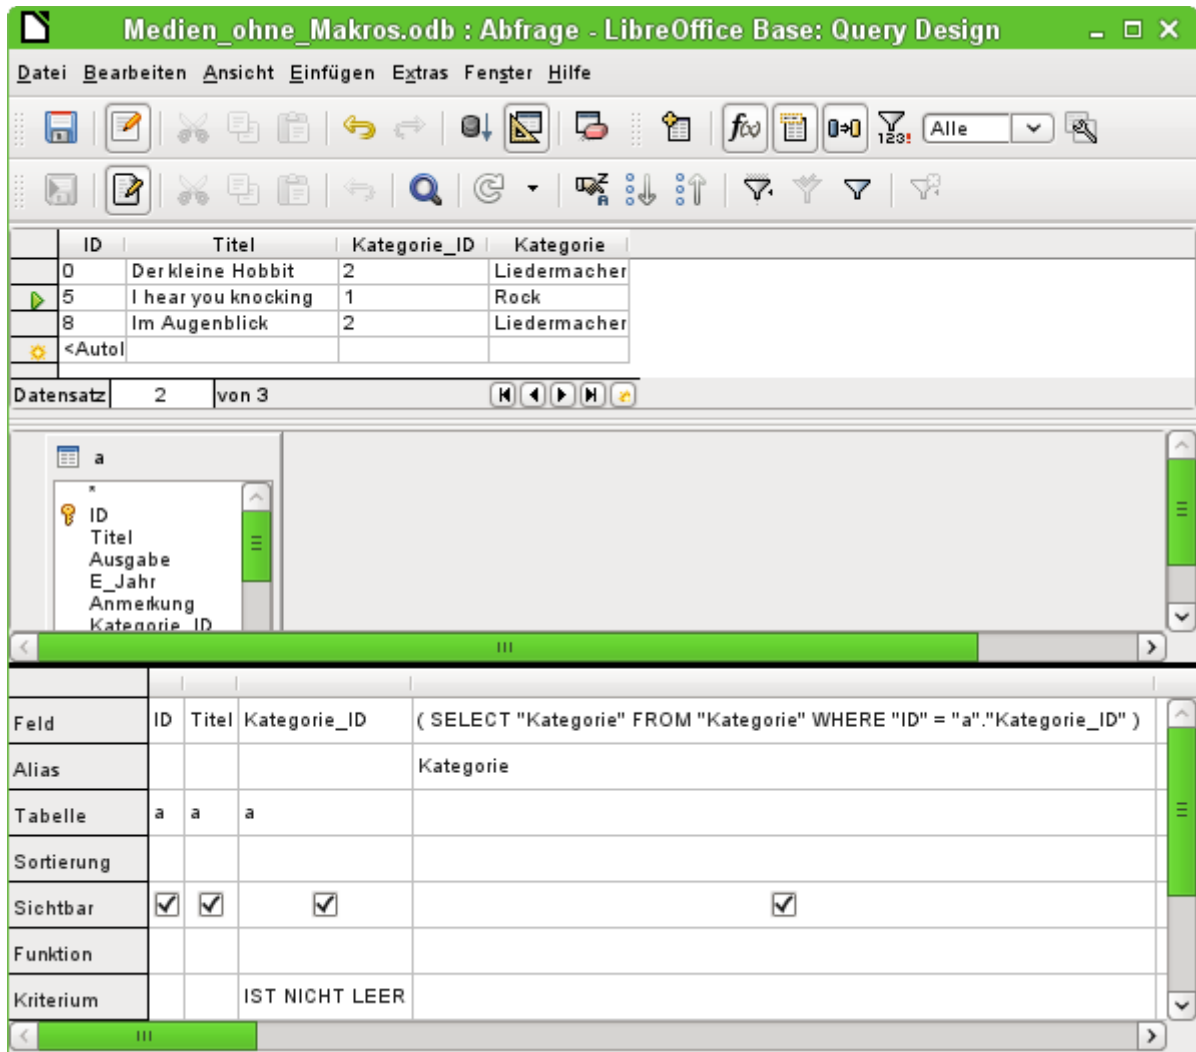 Medien_ohne_Makros.odb : Abfrage - LibreOffice Base: Query Design
Datei Bearbeiten Ansicht Einfügen Extras Fenster Hilfe
f(x) 123! Alle
Z A
ID Titel Kategorie_ID Kategorie
0 Der kleine Hobbit 2 Liedermacher
5 I hear you knocking 1 Rock
8 Im Augenblick 2 Liedermacher
<AutoI
Datensatz 2 von 3
a
*
ID
Titel
Ausgabe
E_Jahr
Anmerkung
Kategorie_ID
Feld ID Titel Kategorie_ID ( SELECT "Kategorie" FROM "Kategorie" WHERE "ID" = "a"."Kategorie_ID" )
Alias Kategorie
Tabelle a a a
Sortierung
Sichtbar
Funktion
Kriterium IST NICHT LEER